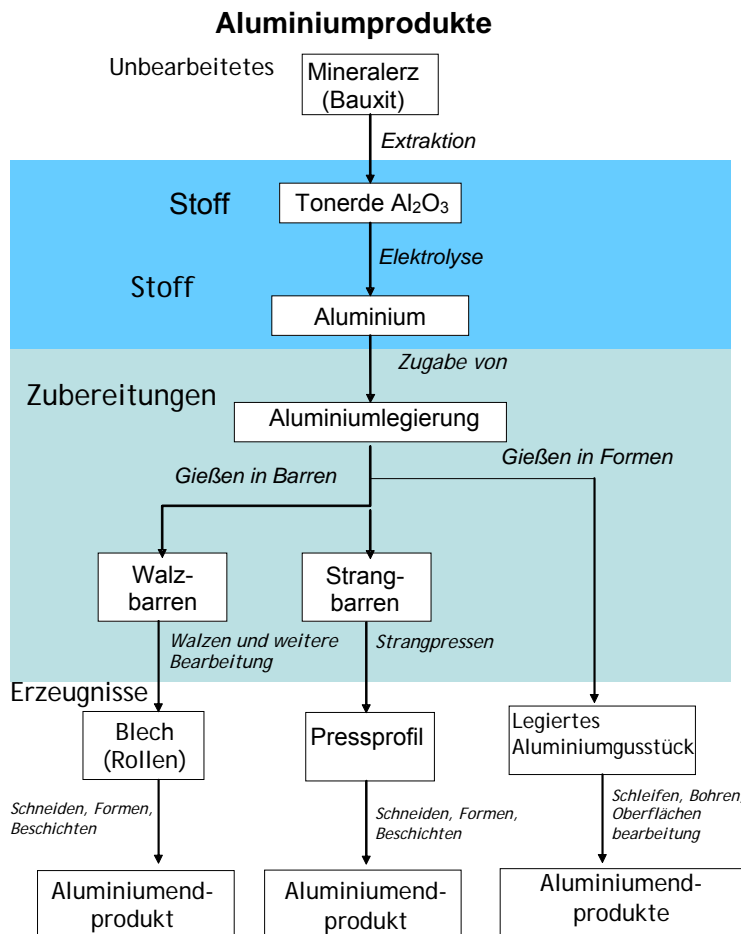 Aluminiumprodukte
Unbearbeitetes
Mineralerz
(Bauxit)
Extraktion
Stoff
Tonerde Al₂O₃
Elektrolyse
Stoff
Aluminium
Zugabe von
Zubereitungen
Aluminiumlegierung
Gießen in Barren
Gießen in Formen
Walz-
barren
Strang-
barren
Walzen und weitere
Bearbeitung
Strangpressen
Erzeugnisse
Blech
(Rollen)
Pressprofil
Legiertes
Aluminiumgusstück
Schneiden, Formen,
Beschichten
Schneiden, Formen,
Beschichten
Schleifen, Bohren,
Oberflächen
bearbeitung
Aluminiumend-
produkt
Aluminiumend-
produkt
Aluminiumend-
produkte